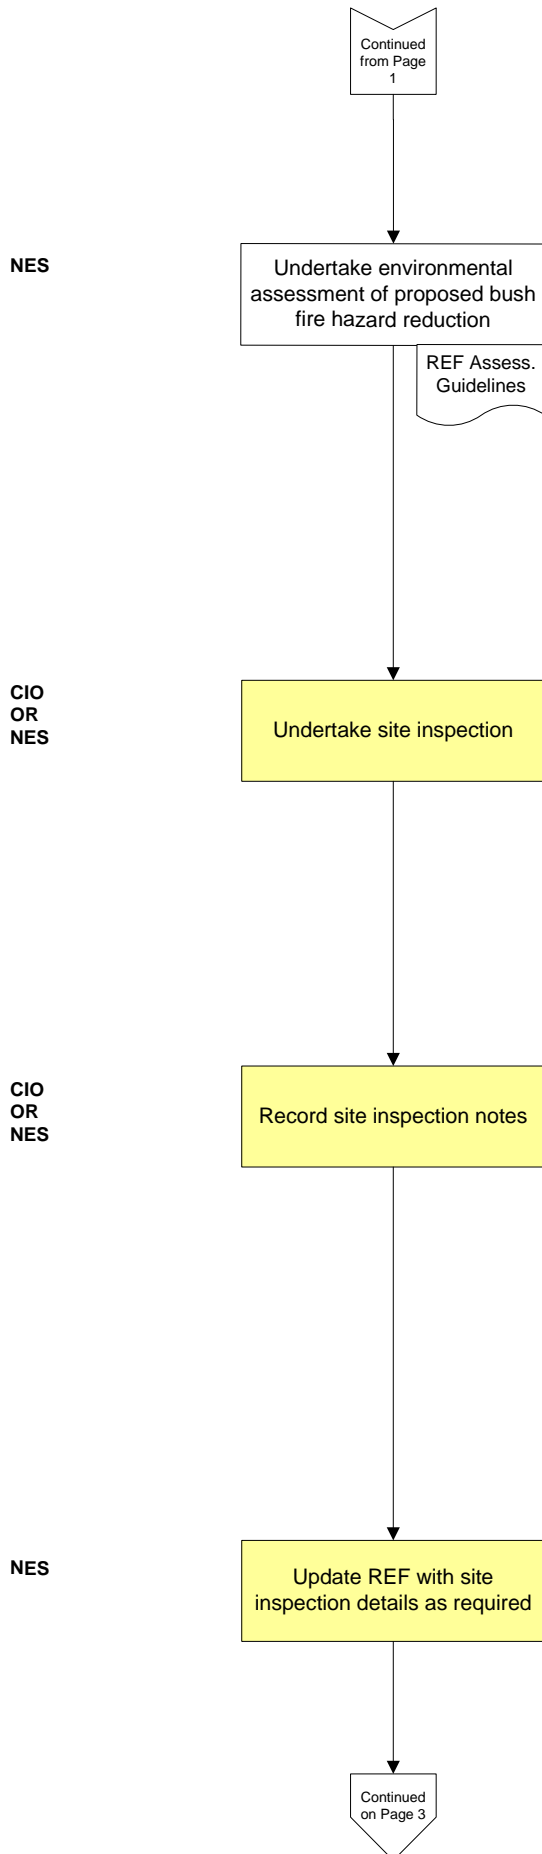 Continued
from Page
1
NES
Undertake environmental
assessment of proposed bush
fire hazard reduction
REF Assess.
Guidelines
CIO
OR
NES
Undertake site inspection
CIO
OR
NES
Record site inspection notes
NES
Update REF with site
inspection details as required
Continued
on Page 3